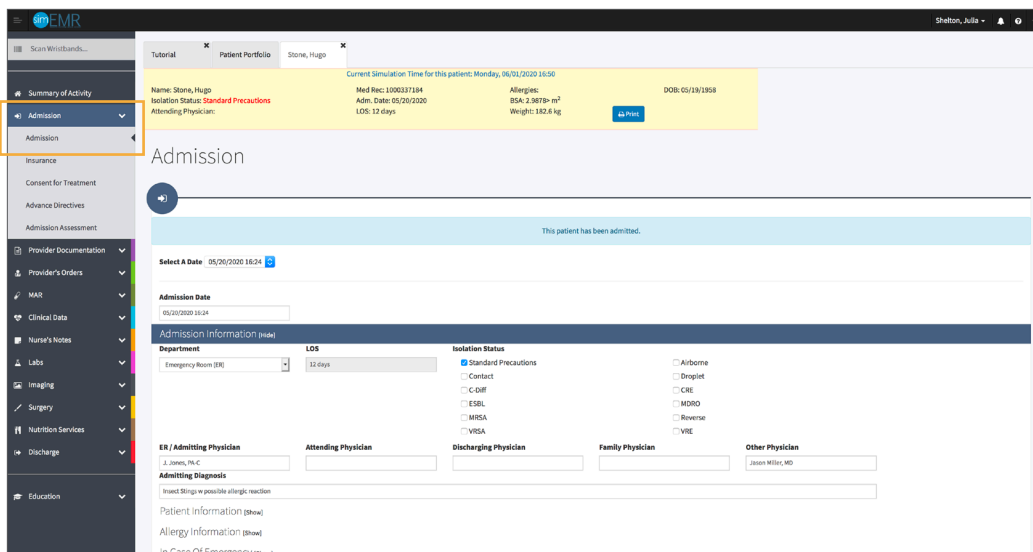 simEMR
Shelton, Julia
Scan Wristbands...
Tutorial
Patient Portfolio
Stone, Hugo
Current Simulation Time for this patient: Monday, 06/01/2020 16:50
Name: Stone, Hugo Med Rec: 1000337184 Allergies: DOB: 05/19/1958
Isolation Status: Standard Precautions Adm. Date: 05/20/2020 BSA: 2.9878> m²
Attending Physician: LOS: 12 days Weight: 182.6 kg
Print
Summary of Activity
Admission
Admission
Insurance
Consent for Treatment
Advance Directives
Admission Assessment
Provider Documentation
Provider's Orders
MAR
Clinical Data
Nurse's Notes
Labs
Imaging
Surgery
Nutrition Services
Discharge
Education
Admission
This patient has been admitted.
Select A Date 05/20/2020 16:24
Admission Date
05/20/2020 16:24
Admission Information [Hide]
Department LOS Isolation Status
Emergency Room (ER) 12 days Standard Precautions Airborne
Contact Droplet
C-Diff CRE
ESBL MDRO
MRSA Reverse
VRSA VRE
ER / Admitting Physician Attending Physician Discharging Physician Family Physician Other Physician
J. Jones, PA-C Jason Miller, MD
Admitting Diagnosis
Insect Stings w possible allergic reaction
Patient Information [Show]
Allergy Information [Show]
In Case Of Emergency